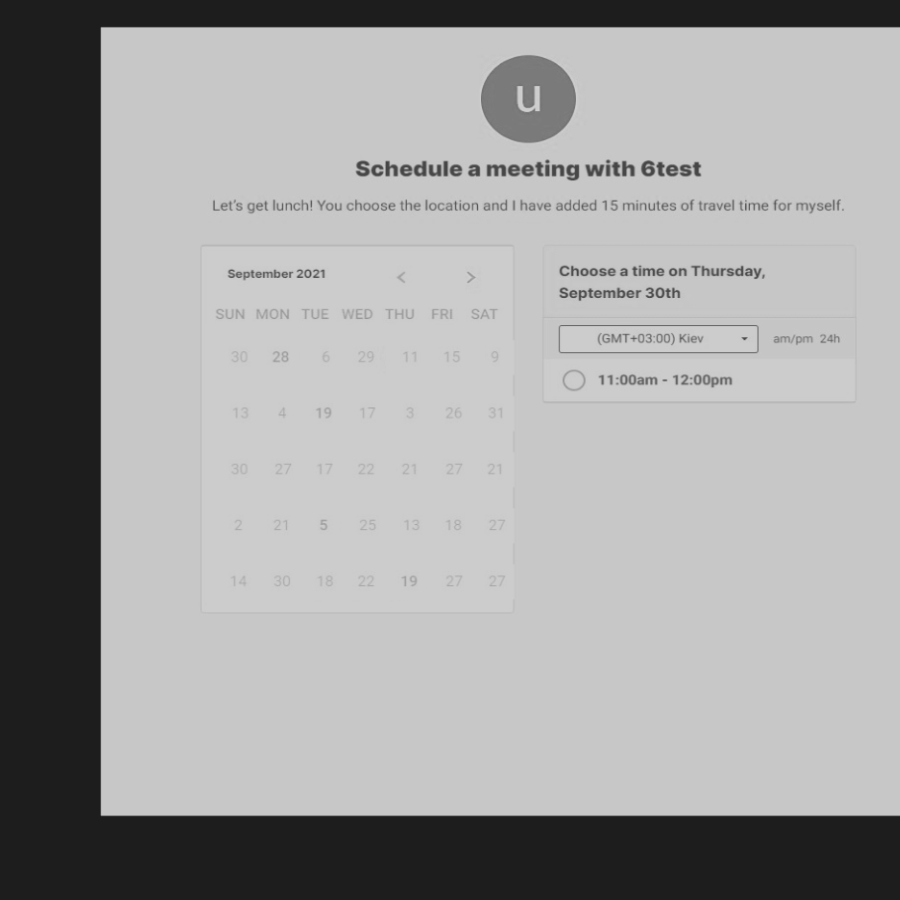 u
Schedule a meeting with 6test
Let's get lunch! You choose the location and I have added 15 minutes of travel time for myself.
September 2021 < >
SUN MON TUE WED THU FRI SAT
30 28 6 29 11 15 9
13 4 19 17 3 26 31
30 27 17 22 21 27 21
2 21 5 25 13 18 27
14 30 18 22 19 27 27
Choose a time on Thursday,
September 30th
(GMT+03:00) Kiev am/pm 24h
11:00am - 12:00pm